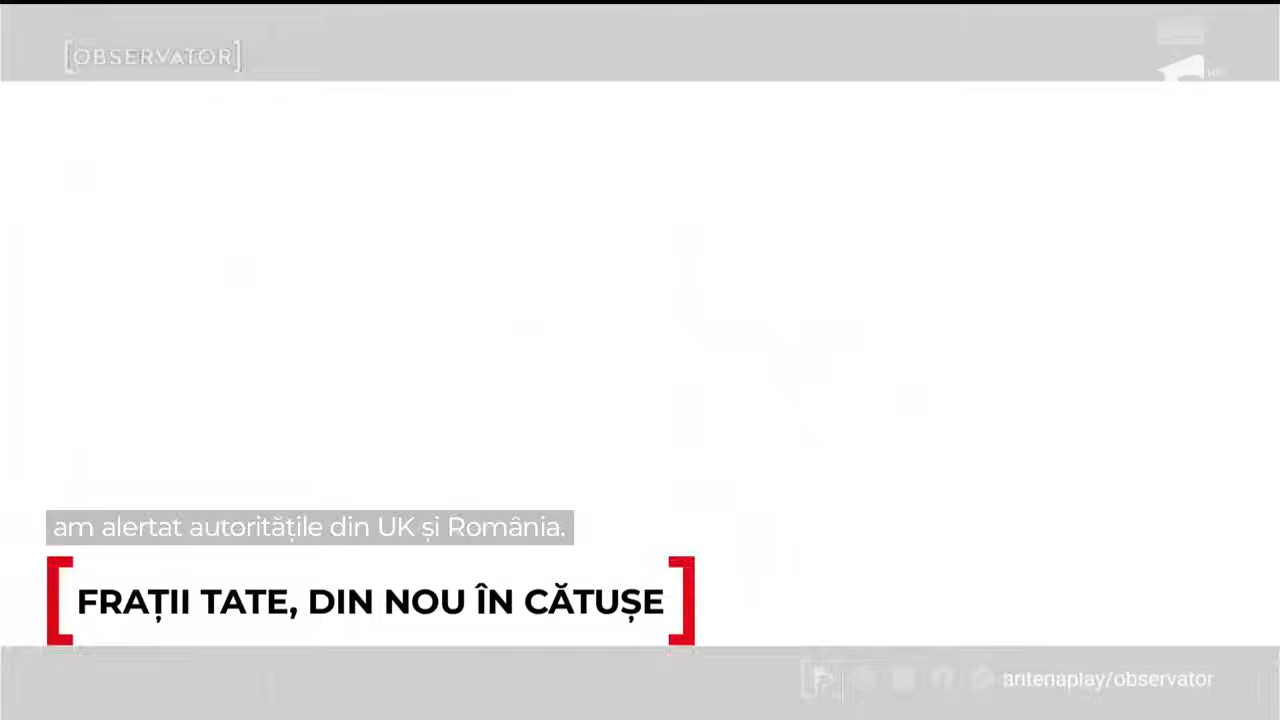 [OBSERVATOR]
am alertat autoritățile din UK și România.
FRAȚII TATE, DIN NOU ÎN CĂTUȘE
antenaplay/observator